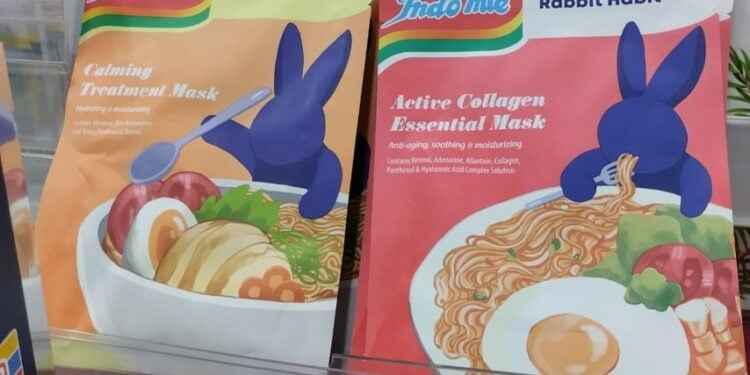 Calming
Treatment Mask
Hydrating & moisturizing
Indomie
Rabbit Habit
Active Collagen
Essential Mask
Anti-aging, soothing & moisturizing
Contains Retinol, Adenosine, Allantoin, Collagen,
Panthenol & Hyaluronic Acid Complex Solution.